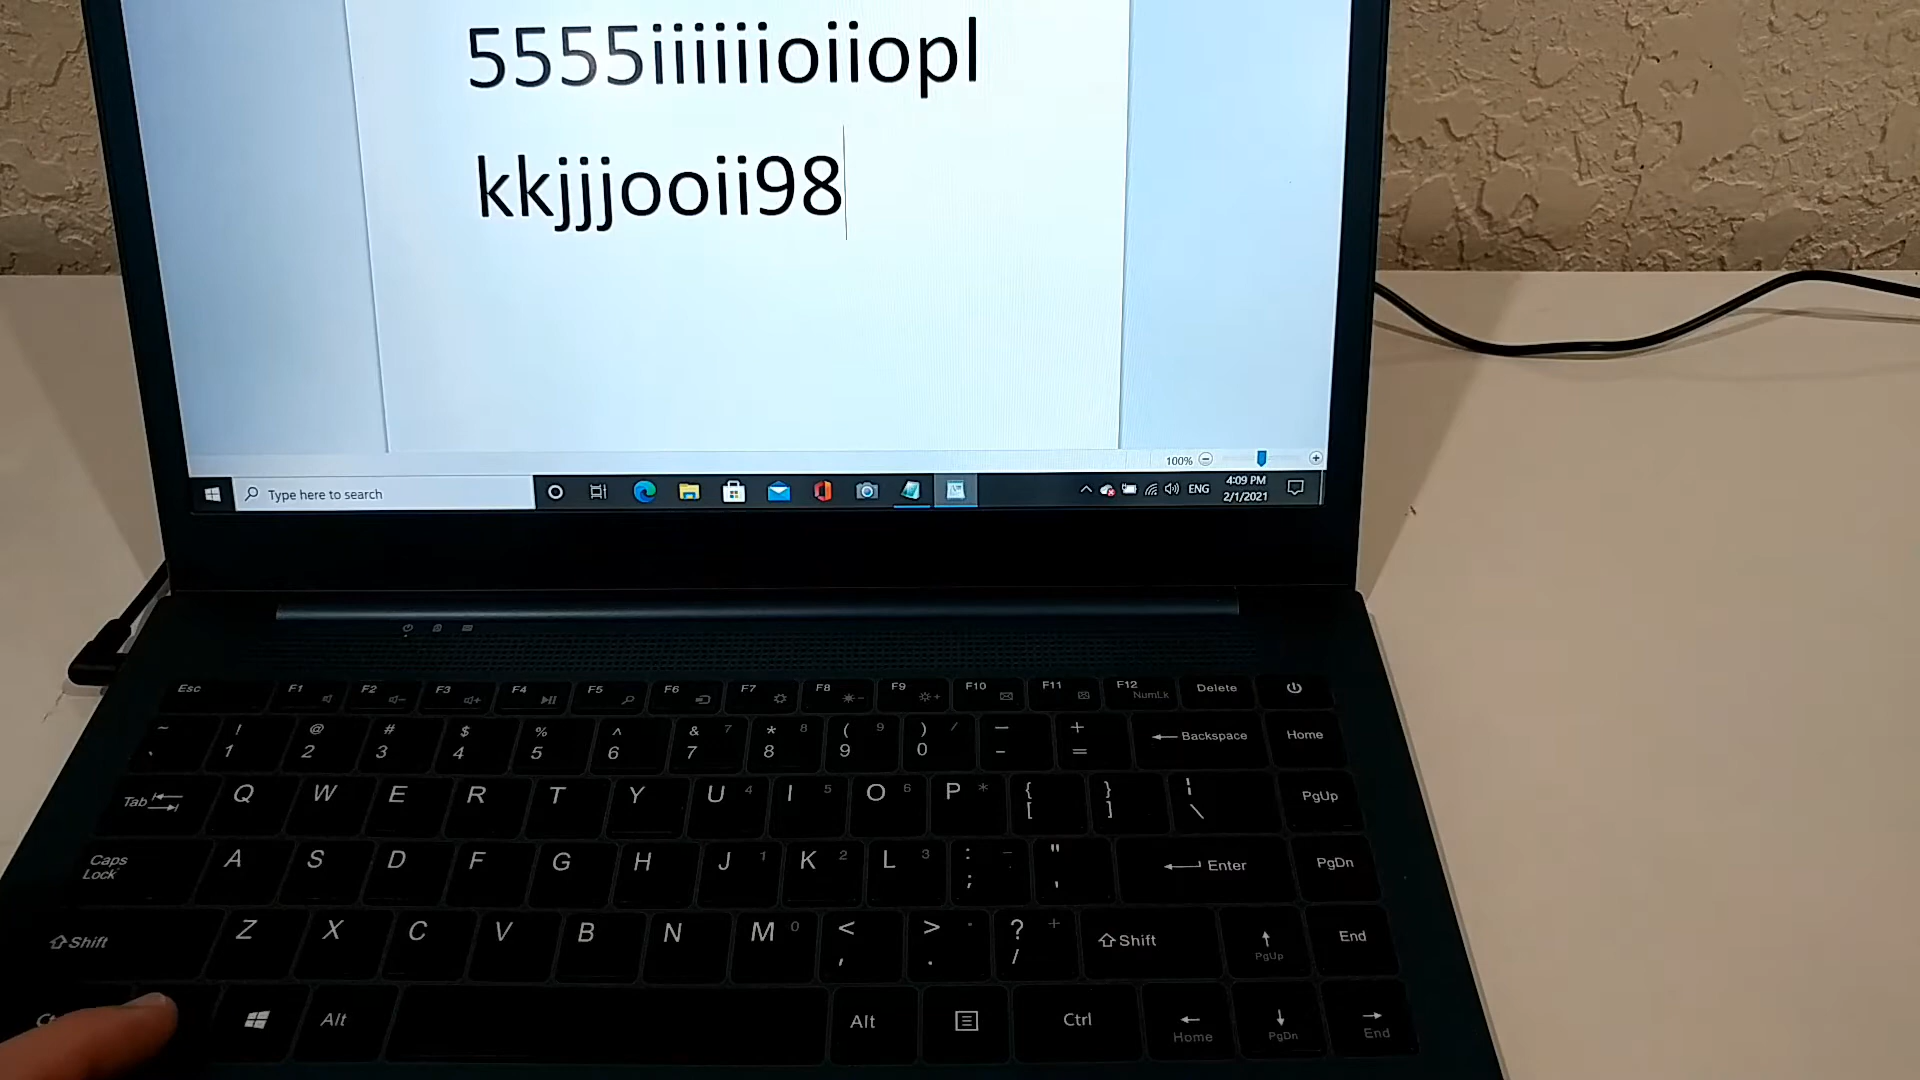 5555iiiiiioiiopl
kkjjjooii98
100%
Type here to search
ENG
4:09 PM
2/1/2021
Esc F1 F2 F3 F4 F5 F6 F7 F8 F9 F10 F11 F12 NumLk Delete
~ ` ! 1 @ 2 # 3 $ 4 % 5 ^ 6 & 7 7 * 8 8 ( 9 9 ) 0 / — - + = Backspace Home
Tab Q W E R T Y U 4 I 5 O 6 P * { [ } ] ¦ \ PgUp
Caps Lock A S D F G H J 1 K 2 L 3 : ; - " ' Enter PgDn
Shift Z X C V B N M 0 < , > . . ? / + Shift PgUp End
Alt Alt Ctrl Home PgDn End